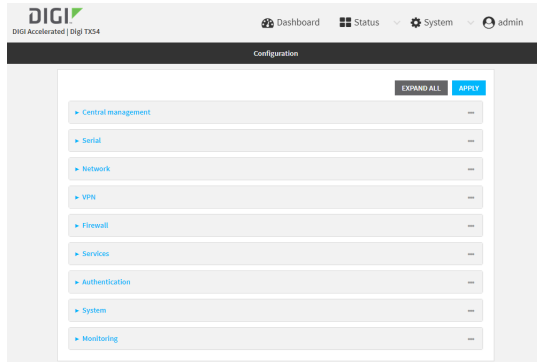 DIGI
DIGI Accelerated | Digi TX54
Dashboard Status System admin
Configuration
EXPAND ALL APPLY
Central management
Serial
Network
VPN
Firewall
Services
Authentication
System
Monitoring